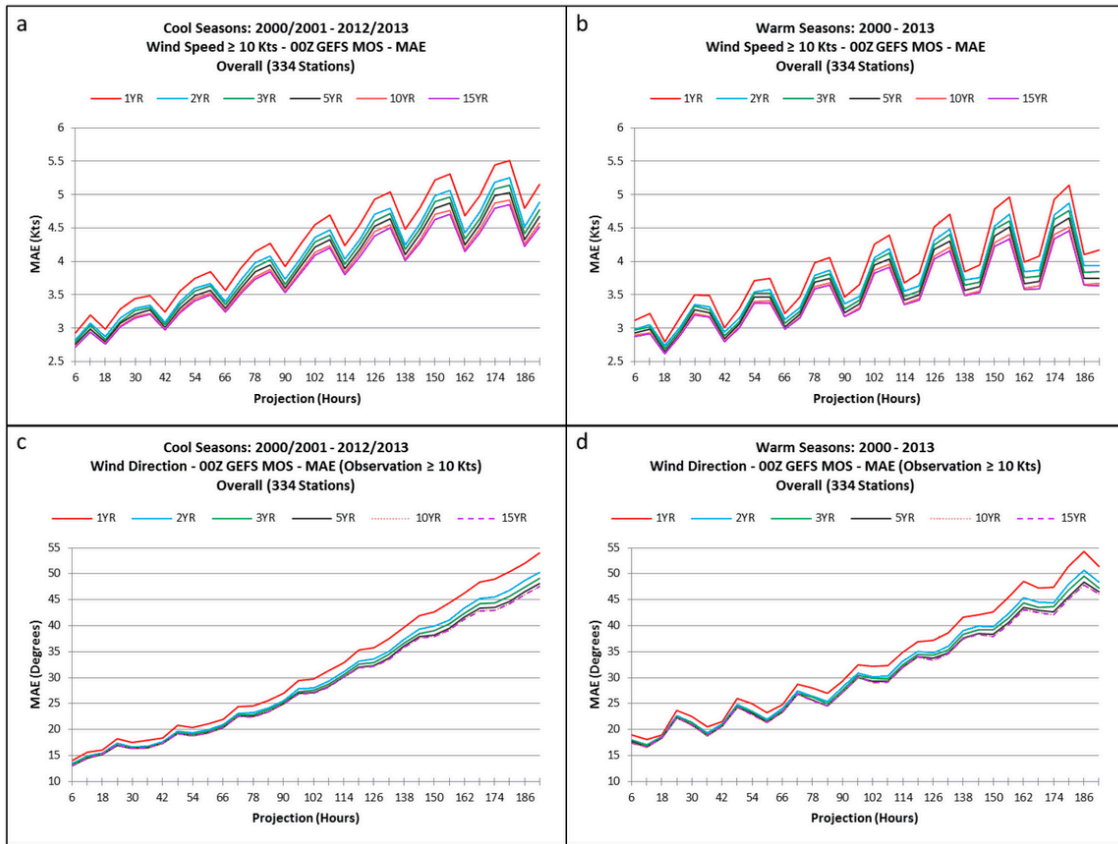 a
Cool Seasons: 2000/2001 - 2012/2013
Wind Speed ≥ 10 Kts - 00Z GEFS MOS - MAE
Overall (334 Stations)
1YR 2YR 3YR 5YR 10YR 15YR
MAE (Kts)
6
5.5
5
4.5
4
3.5
3
2.5
6 18 30 42 54 66 78 90 102 114 126 138 150 162 174 186
Projection (Hours)
b
Warm Seasons: 2000 - 2013
Wind Speed ≥ 10 Kts - 00Z GEFS MOS - MAE
Overall (334 Stations)
1YR 2YR 3YR 5YR 10YR 15YR
MAE (Kts)
6
5.5
5
4.5
4
3.5
3
2.5
6 18 30 42 54 66 78 90 102 114 126 138 150 162 174 186
Projection (Hours)
c
Cool Seasons: 2000/2001 - 2012/2013
Wind Direction - 00Z GEFS MOS - MAE (Observation ≥ 10 Kts)
Overall (334 Stations)
1YR 2YR 3YR 5YR 10YR 15YR
MAE (Degrees)
55
50
45
40
35
30
25
20
15
10
6 18 30 42 54 66 78 90 102 114 126 138 150 162 174 186
Projection (Hours)
d
Warm Seasons: 2000 - 2013
Wind Direction - 00Z GEFS MOS - MAE (Observation ≥ 10 Kts)
Overall (334 Stations)
1YR 2YR 3YR 5YR 10YR 15YR
MAE (Degrees)
55
50
45
40
35
30
25
20
15
10
6 18 30 42 54 66 78 90 102 114 126 138 150 162 174 186
Projection (Hours)